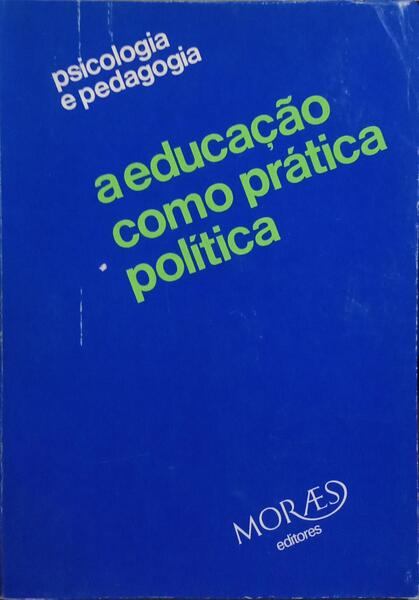 psicologia
e pedagogia
a educação
como prática
política
MORÆS
editores